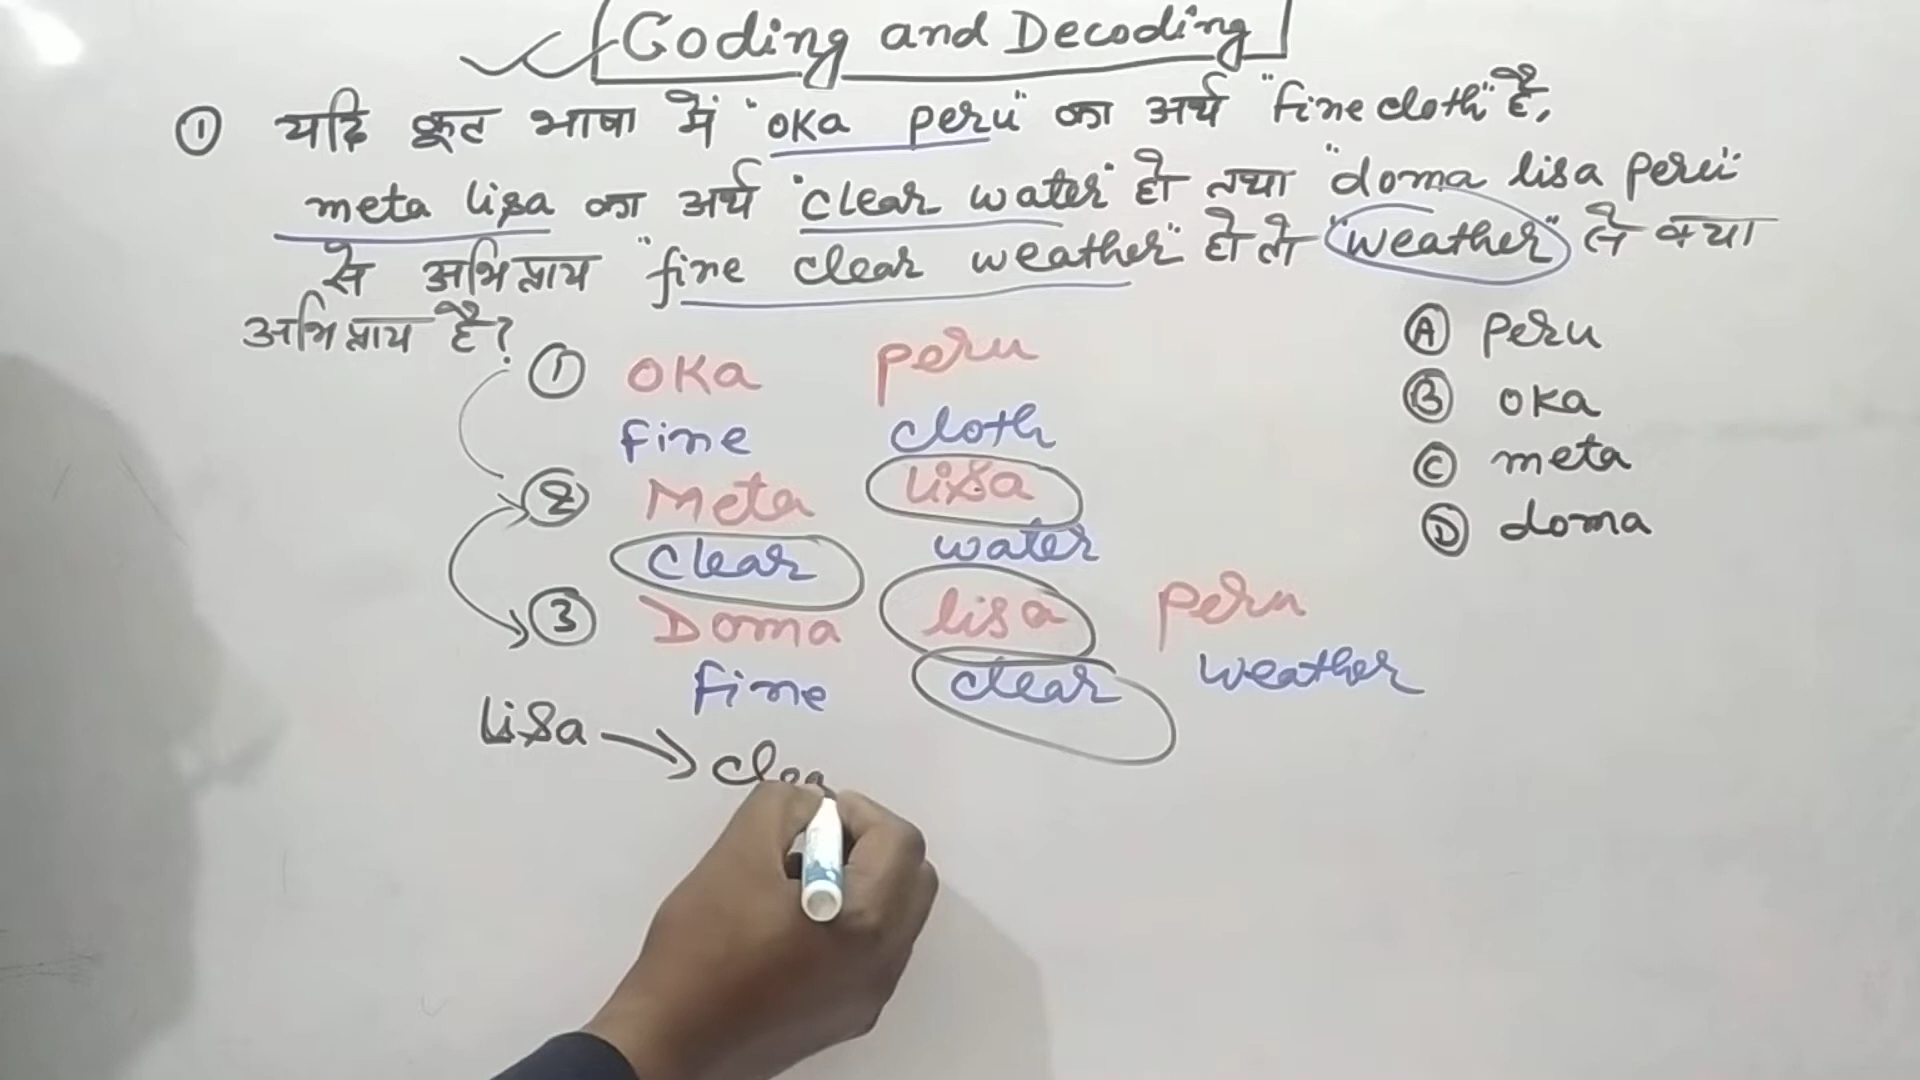 Coding and Decoding
① यदि कूट भाषा में "oka peru" का अर्थ "fine cloth" है,
meta lisa का अर्थ "clear water" हो तथा "doma lisa peru"
से अभिप्राय "fine clear weather" हो तो "weather" से क्या
अभिप्राय है?
Ⓐ peru
Ⓑ oka
Ⓒ meta
Ⓓ doma
① oka peru
fine cloth
② Meta lisa
clear water
③ Doma lisa peru
fine clear weather
lisa → clea